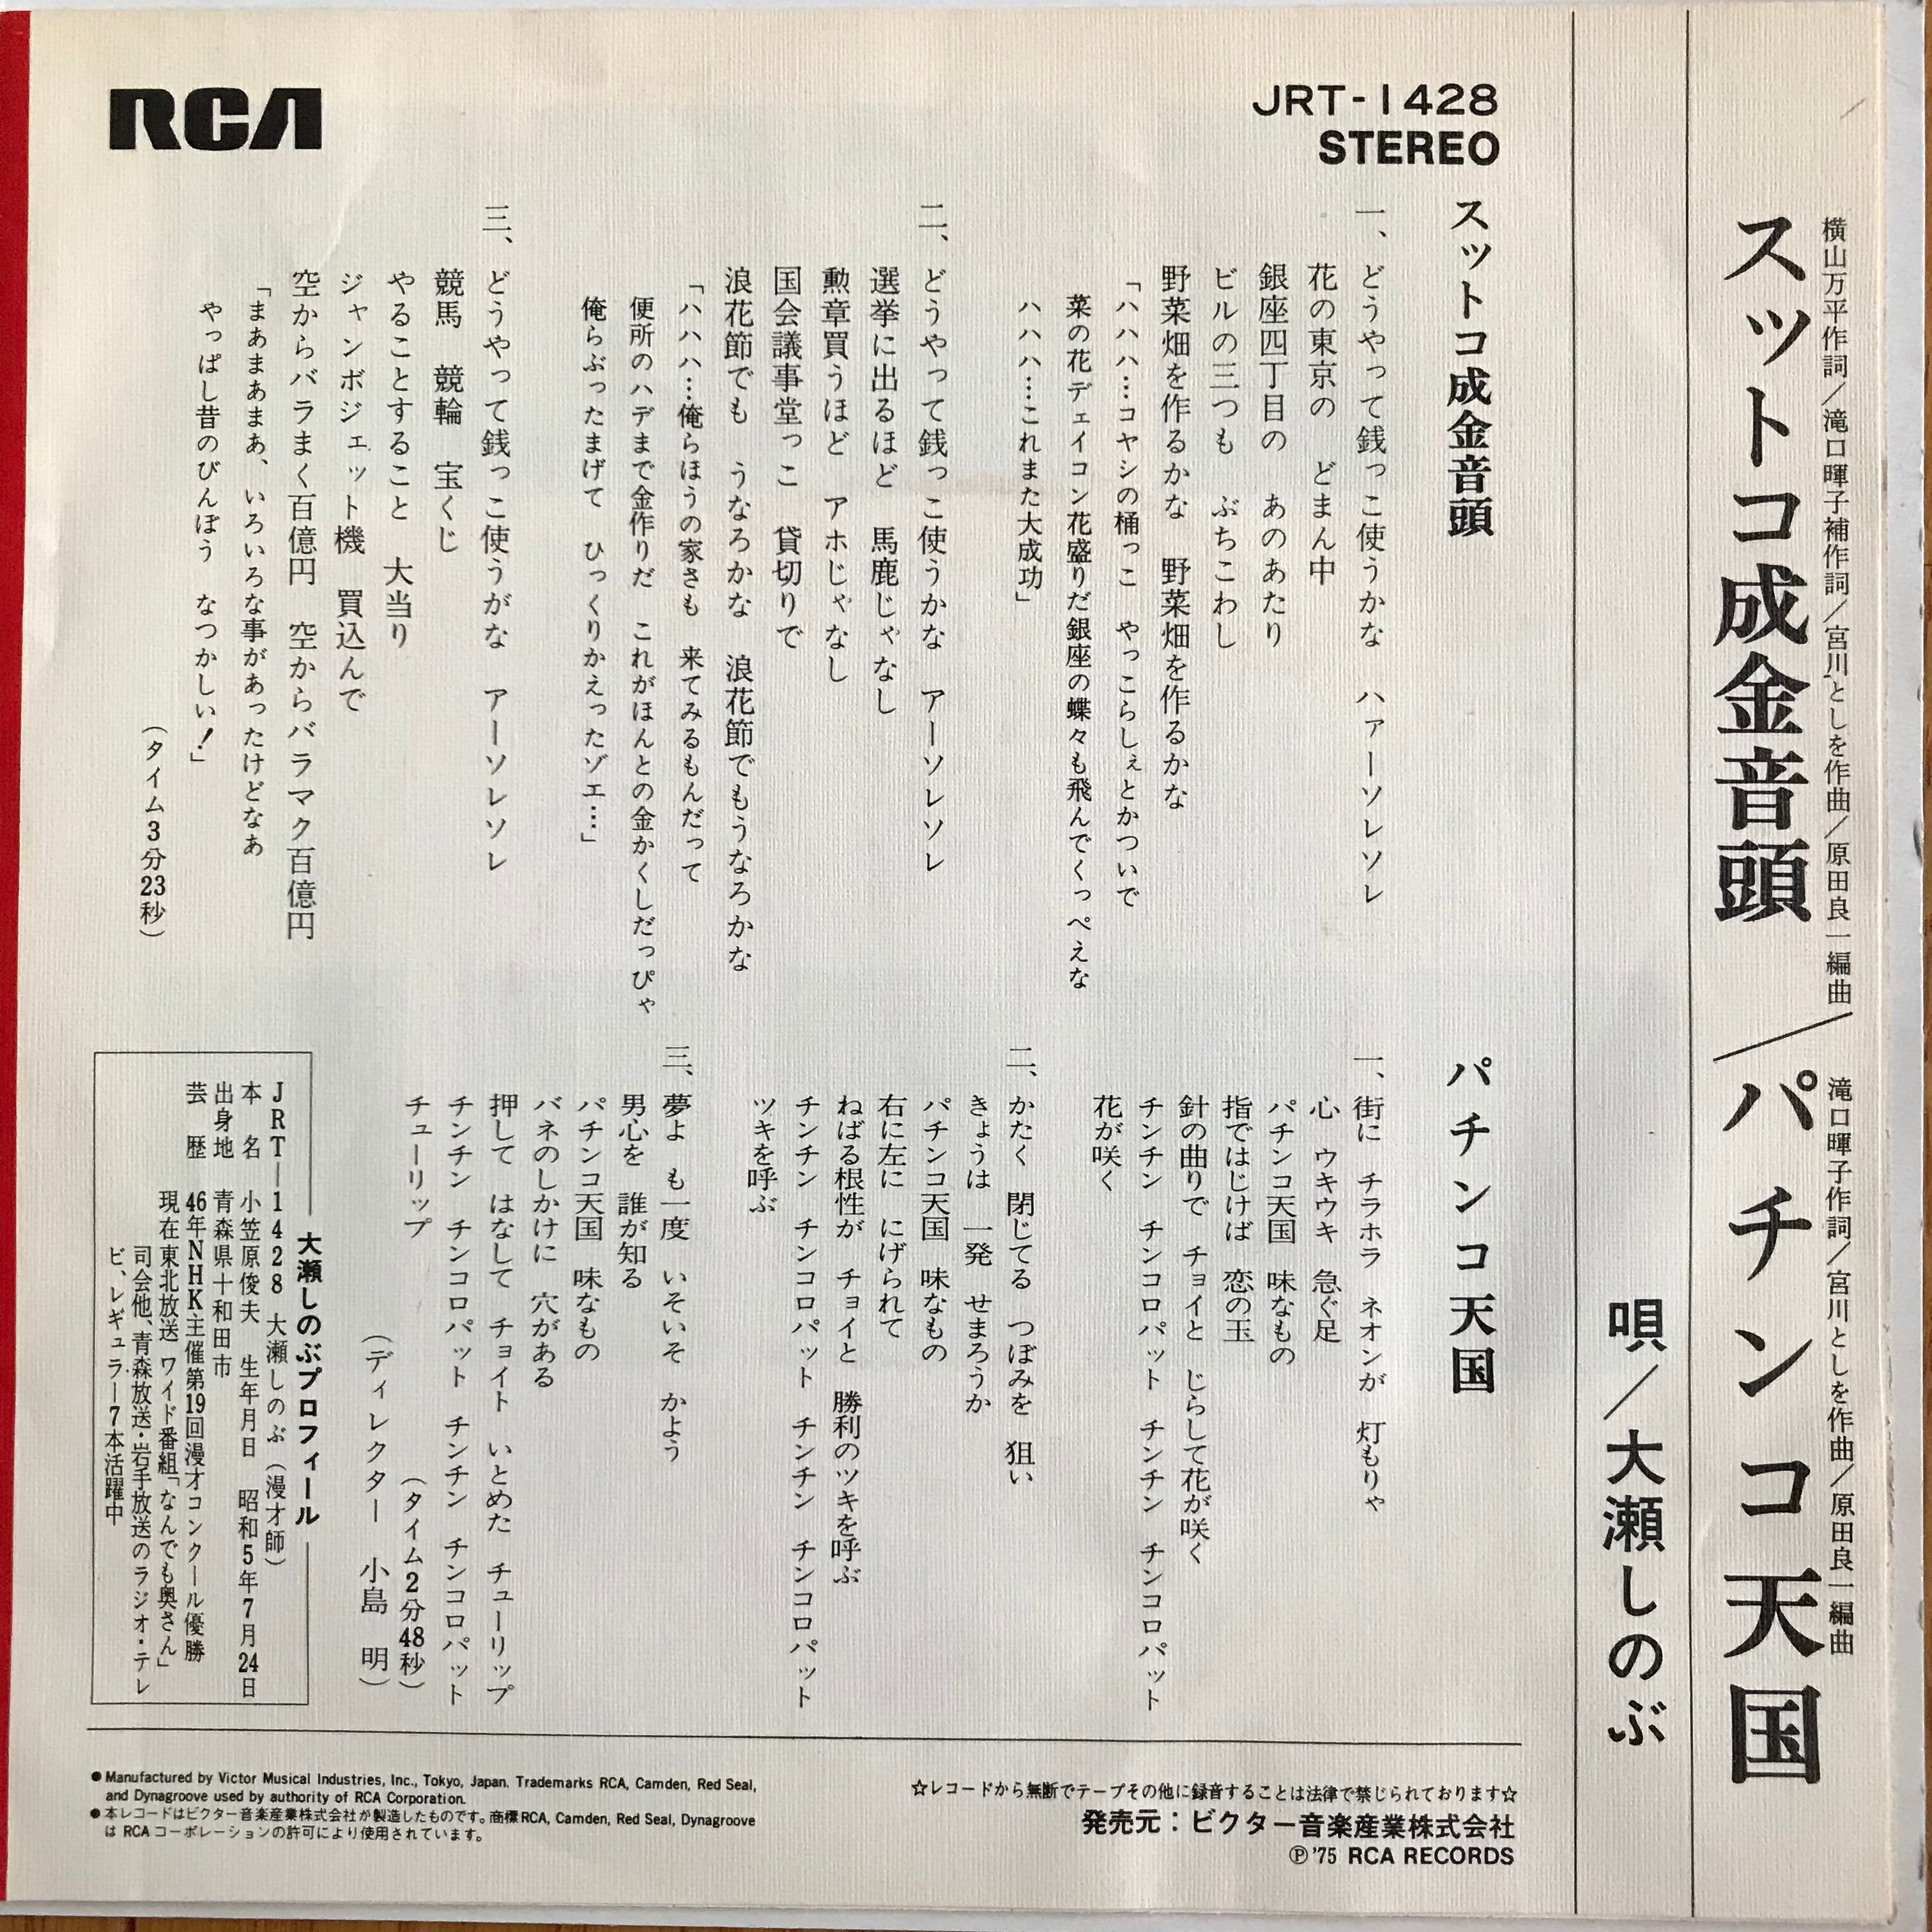 横山万平作詞/滝口暉子補作詞/宮川としを作曲/原田良一編曲
スットコ成金音頭/パチンコ天国
滝口暉子作詞/宮川としを作曲/原田良一編曲
唄/大瀬しのぶ
JRT-1428
STEREO
RCA
スットコ成金音頭
一、どうやって銭っこ使うかな ハァーソレソレ
花の東京の どまん中
銀座四丁目の あのあたり
ビルの三つも ぶちこわし
野菜畑を作るかな 野菜畑を作るかな
「ハハハ…コヤシの桶っこ やっこらしぇとかついで
菜の花デェイコン花盛りだ銀座の蝶々も飛んでくっぺえな
ハハハ…これまた大成功」
二、どうやって銭っこ使うかな アーソレソレ
選挙に出るほど 馬鹿じゃなし
勲章買うほど アホじゃなし
国会議事堂っこ 貸切りで
浪花節でも うなろかな 浪花節でもうなろかな
「ハハハ…俺らほうの家さも 来てみるもんだって
便所のハデまで金作りだ これがほんとの金かくしだっぴゃ
俺らぶったまげて ひっくりかえったゾエ…」
三、どうやって銭っこ使うがな アーソレソレ
競馬 競輪 宝くじ
やることすること 大当り
ジャンボジェット機 買込んで
空からバラまく百億円 空からバラマク百億円
「まあまあまあ、いろいろな事があったけどなあ
やっぱし昔のびんぼう なつかしい!」
(タイム3分23秒)
パチンコ天国
一、街に チラホラ ネオンが 灯もりゃ
心 ウキウキ 急ぐ足
パチンコ天国 味なもの
指ではじけば 恋の玉
針の曲りで チョイと じらして花が咲く
チンチン チンコロパット チンチン チンコロパット
花が咲く
二、かたく 閉じてる つぼみを 狙い
きょうは 一発 せまろうか
パチンコ天国 味なもの
右に左に にげられて
ねばる根性が チョイと 勝利のツキを呼ぶ
チンチン チンコロパット チンチン チンコロパット
ツキを呼ぶ
三、夢よ も一度 いそいそ かよう
男心を 誰が知る
パチンコ天国 味なもの
バネのしかけに 穴がある
押して はなして チョイト いとめた チューリップ
チンチン チンコロパット チンチン チンコロパット
チューリップ
(タイム2分48秒)
(ディレクター 小島 明)
大瀬しのぶプロフィール
JRT―1428 大瀬しのぶ(漫才師)
本名 小笠原俊夫 生年月日 昭和5年7月24日
出身地 青森県十和田市
芸歴 46年NHK主催第19回漫才コンクール優勝
現在東北放送 ワイド番組「なんでも奥さん」
司会他、青森放送・岩手放送のラジオ・テレ
ビ、レギュラー7本活躍中
●Manufactured by Victor Musical Industries, Inc., Tokyo, Japan. Trademarks RCA, Camden, Red Seal,
and Dynagroove used by authority of RCA Corporation.
●本レコードはビクター音楽産業株式会社が製造したものです。商標RCA, Camden, Red Seal, Dynagroove
は RCAコーポレーションの許可により使用されています。
☆レコードから無断でテープその他に録音することは法律で禁じられております☆
発売元:ビクター音楽産業株式会社
Ⓟ'75 RCA RECORDS